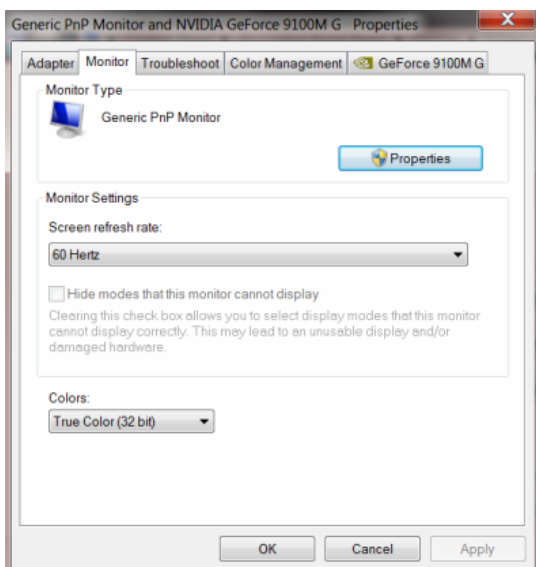 Generic PnP Monitor and NVIDIA GeForce 9100M G Properties
X
Adapter Monitor Troubleshoot Color Management GeForce 9100M G
Monitor Type
Generic PnP Monitor
Properties
Monitor Settings
Screen refresh rate:
60 Hertz
Hide modes that this monitor cannot display
Clearing this check box allows you to select display modes that this monitor
cannot display correctly. This may lead to an unusable display and/or
damaged hardware.
Colors:
True Color (32 bit)
OK Cancel Apply